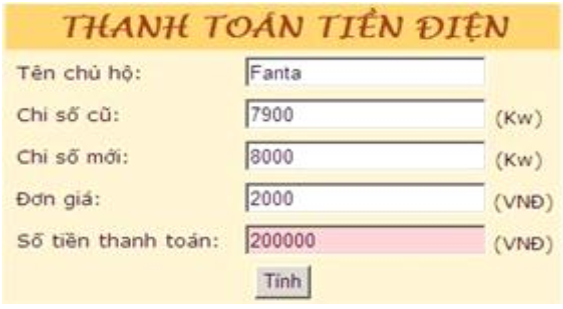 THANH TOÁN TIỀN ĐIỆN
Tên chủ hộ: Fanta
Chỉ số cũ: 7900 (Kw)
Chỉ số mới: 8000 (Kw)
Đơn giá: 2000 (VNĐ)
Số tiền thanh toán: 200000 (VNĐ)
Tính